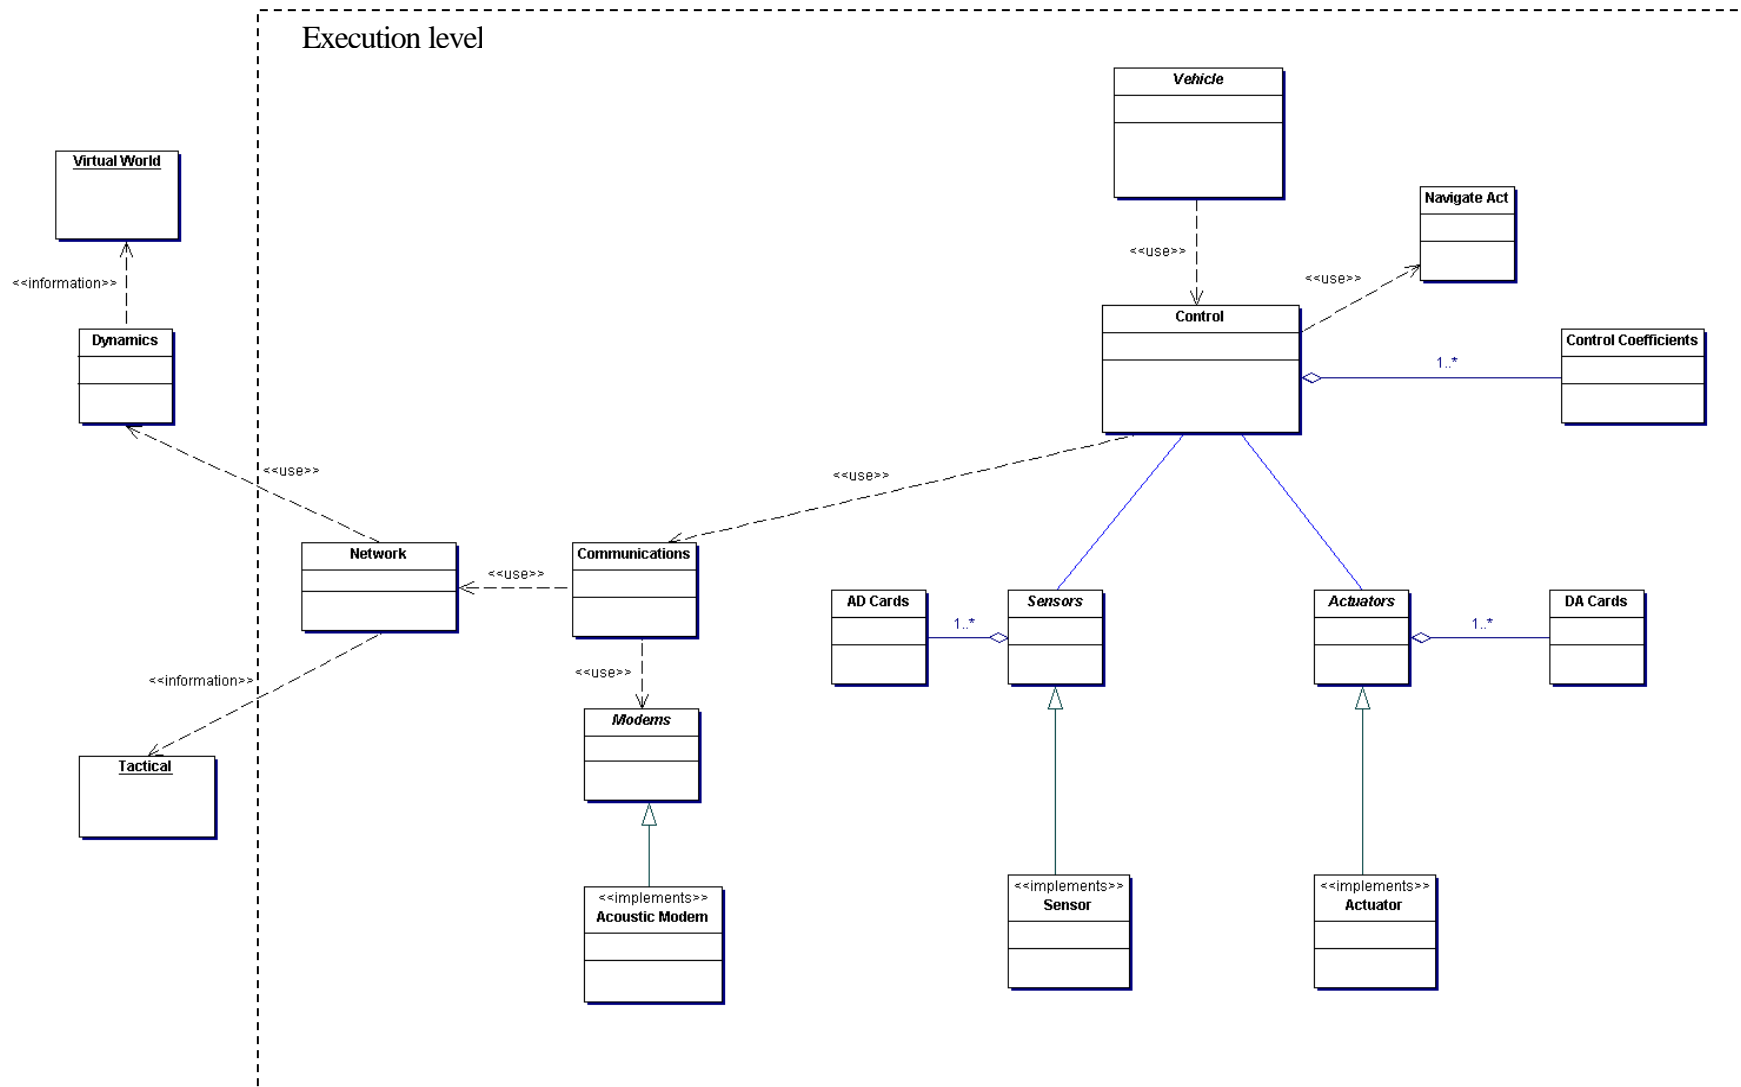 Execution level
Vehicle
Virtual World
Navigate Act
<<use>>
<<use>>
<<information>>
Control
Dynamics
Control Coefficients
1..*
<<use>>
<<use>>
Network
Communications
<<use>>
AD Cards
Sensors
Actuators
DA Cards
1..*
1..*
<<use>>
<<information>>
Modems
Tactical
<<implements>>
Acoustic Modem
<<implements>>
Sensor
<<implements>>
Actuator